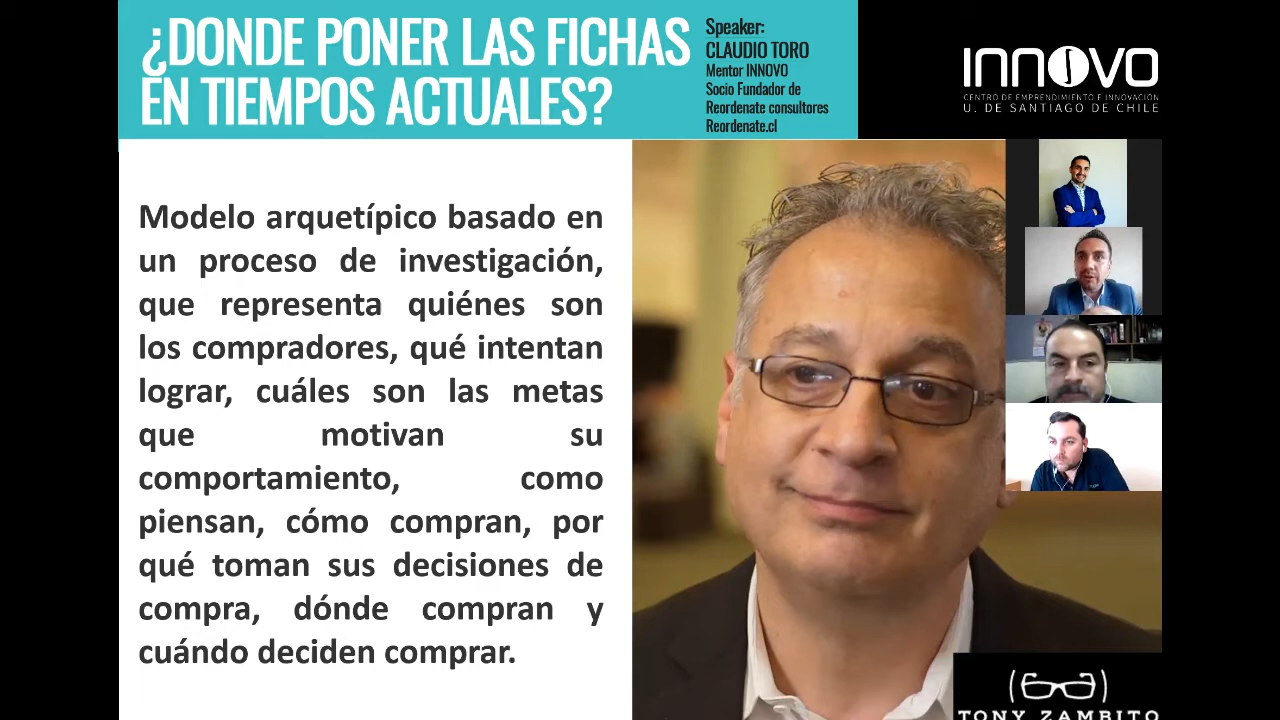 ¿DONDE PONER LAS FICHAS
EN TIEMPOS ACTUALES?
Speaker:
CLAUDIO TORO
Mentor INNOVO
Socio Fundador de
Reordenate consultores
Reordenate.cl
INNOVO
CENTRO DE EMPRENDIMIENTO E INNOVACIÓN
U. DE SANTIAGO DE CHILE
Modelo arquetípico basado en
un proceso de investigación,
que representa quiénes son
los compradores, qué intentan
lograr, cuáles son las metas
que motivan su
comportamiento, como
piensan, cómo compran, por
qué toman sus decisiones de
compra, dónde compran y
cuándo deciden comprar.
TONY ZAMBITO